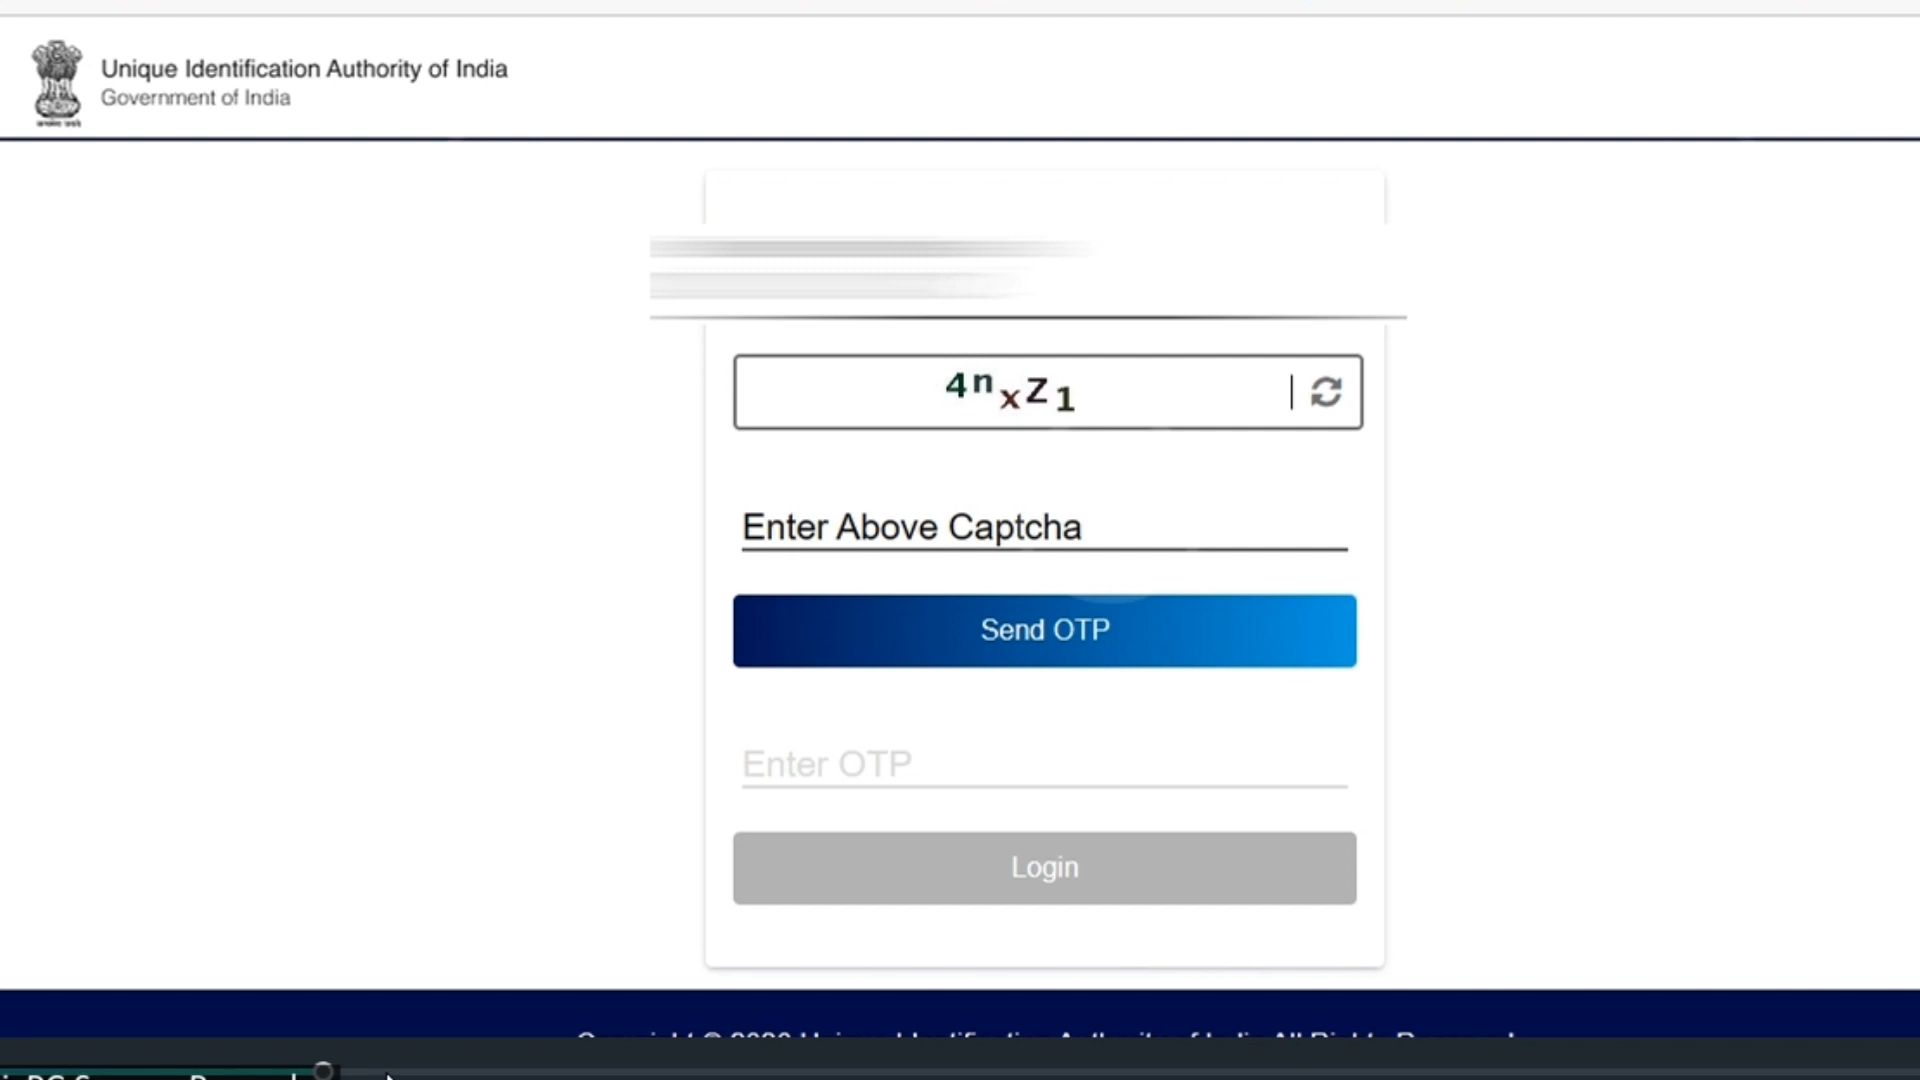 Unique Identification Authority of India
Government of India
4nxZ1
Enter Above Captcha
Send OTP
Enter OTP
Login